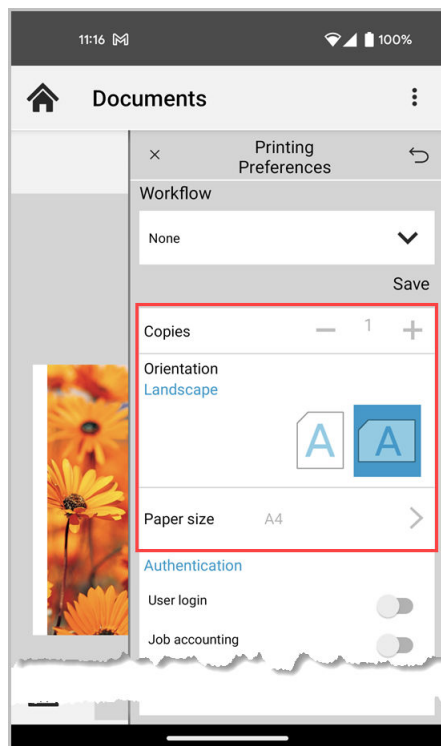 11:16 100%
Documents
Printing
Preferences
Workflow
None
Save
Copies 1
Orientation
Landscape
A A
Paper size A4
Authentication
User login
Job accounting